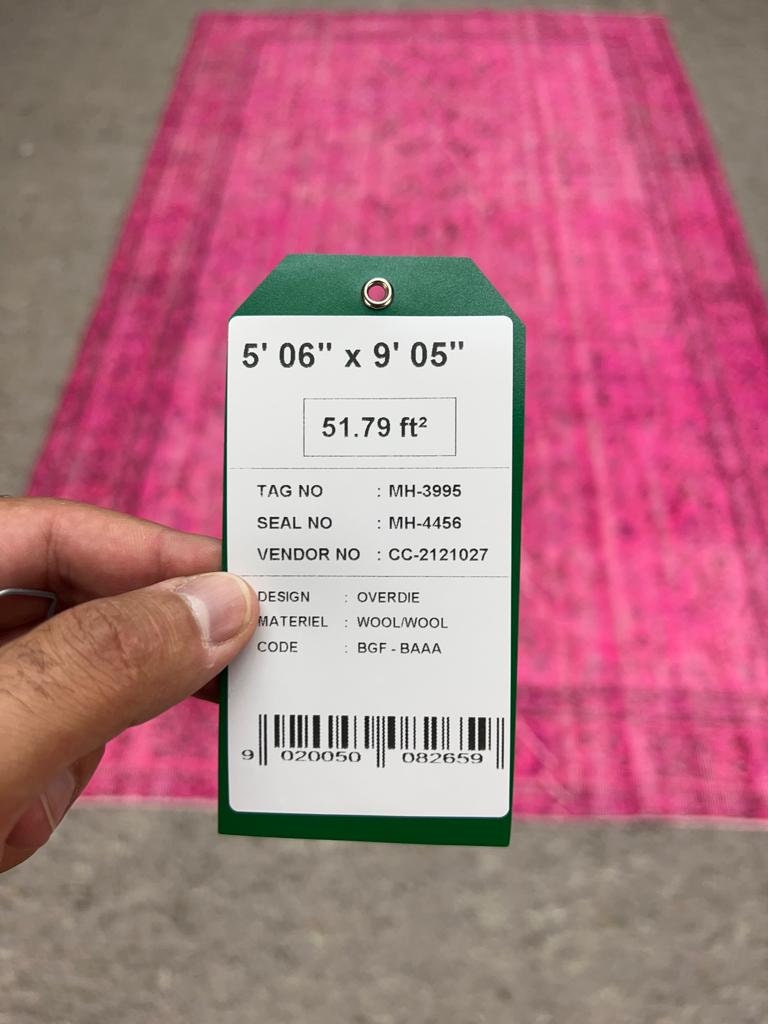 5' 06" x 9' 05"
51.79 ft²
TAG NO : MH-3995
SEAL NO : MH-4456
VENDOR NO : CC-2121027
DESIGN : OVERDIE
MATERIEL : WOOL/WOOL
CODE : BGF - BAAA
9 020050 082659